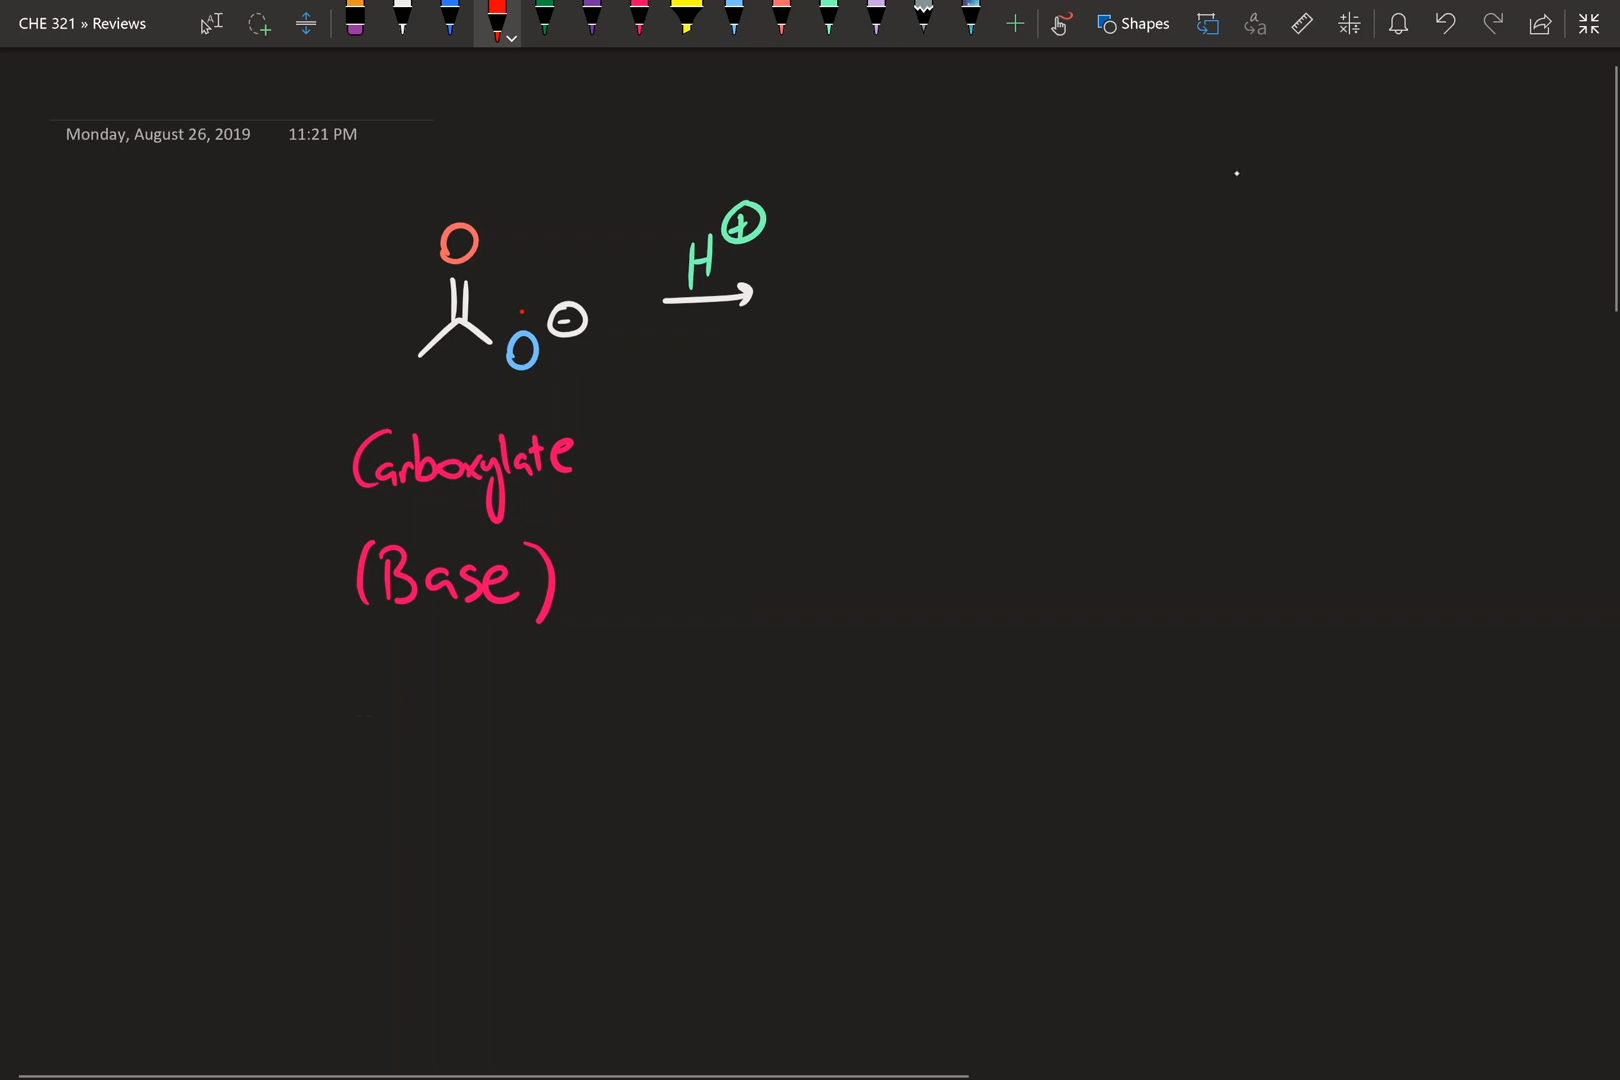 CHE 321 » Reviews
Shapes
Monday, August 26, 2019 11:21 PM
O
H⊕
O⊖
Carboxylate
(Base)